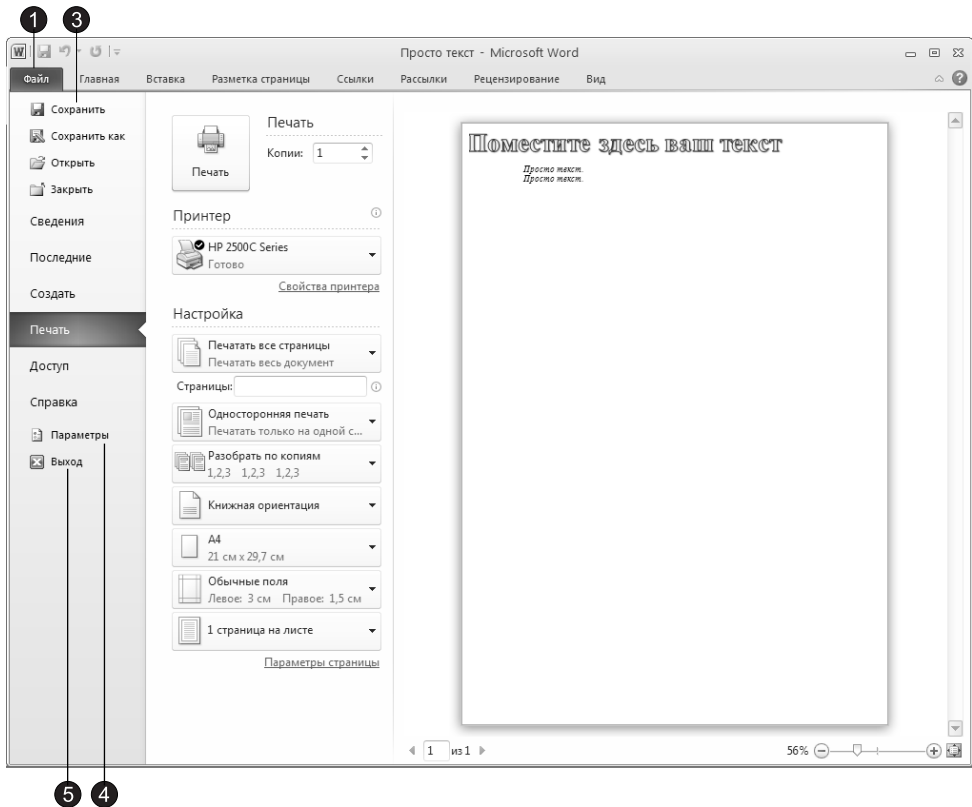 1 3
W
Просто текст - Microsoft Word
Файл Главная Вставка Разметка страницы Ссылки Рассылки Рецензирование Вид
Сохранить
Сохранить как
Открыть
Закрыть
Сведения
Последние
Создать
Печать
Доступ
Справка
Параметры
Выход
Печать
Печать
Копии: 1
Принтер
HP 2500C Series
Готово
Свойства принтера
Настройка
Печатать все страницы
Печатать весь документ
Страницы:
Односторонняя печать
Печатать только на одной с...
Разобрать по копиям
1,2,3 1,2,3 1,2,3
Книжная ориентация
A4
21 см x 29,7 см
Обычные поля
Левое: 3 см Правое: 1,5 см
1 страница на листе
Параметры страницы
Поместите здесь ваш текст
Просто текст.
Просто текст.
1 из 1
56%
5 4